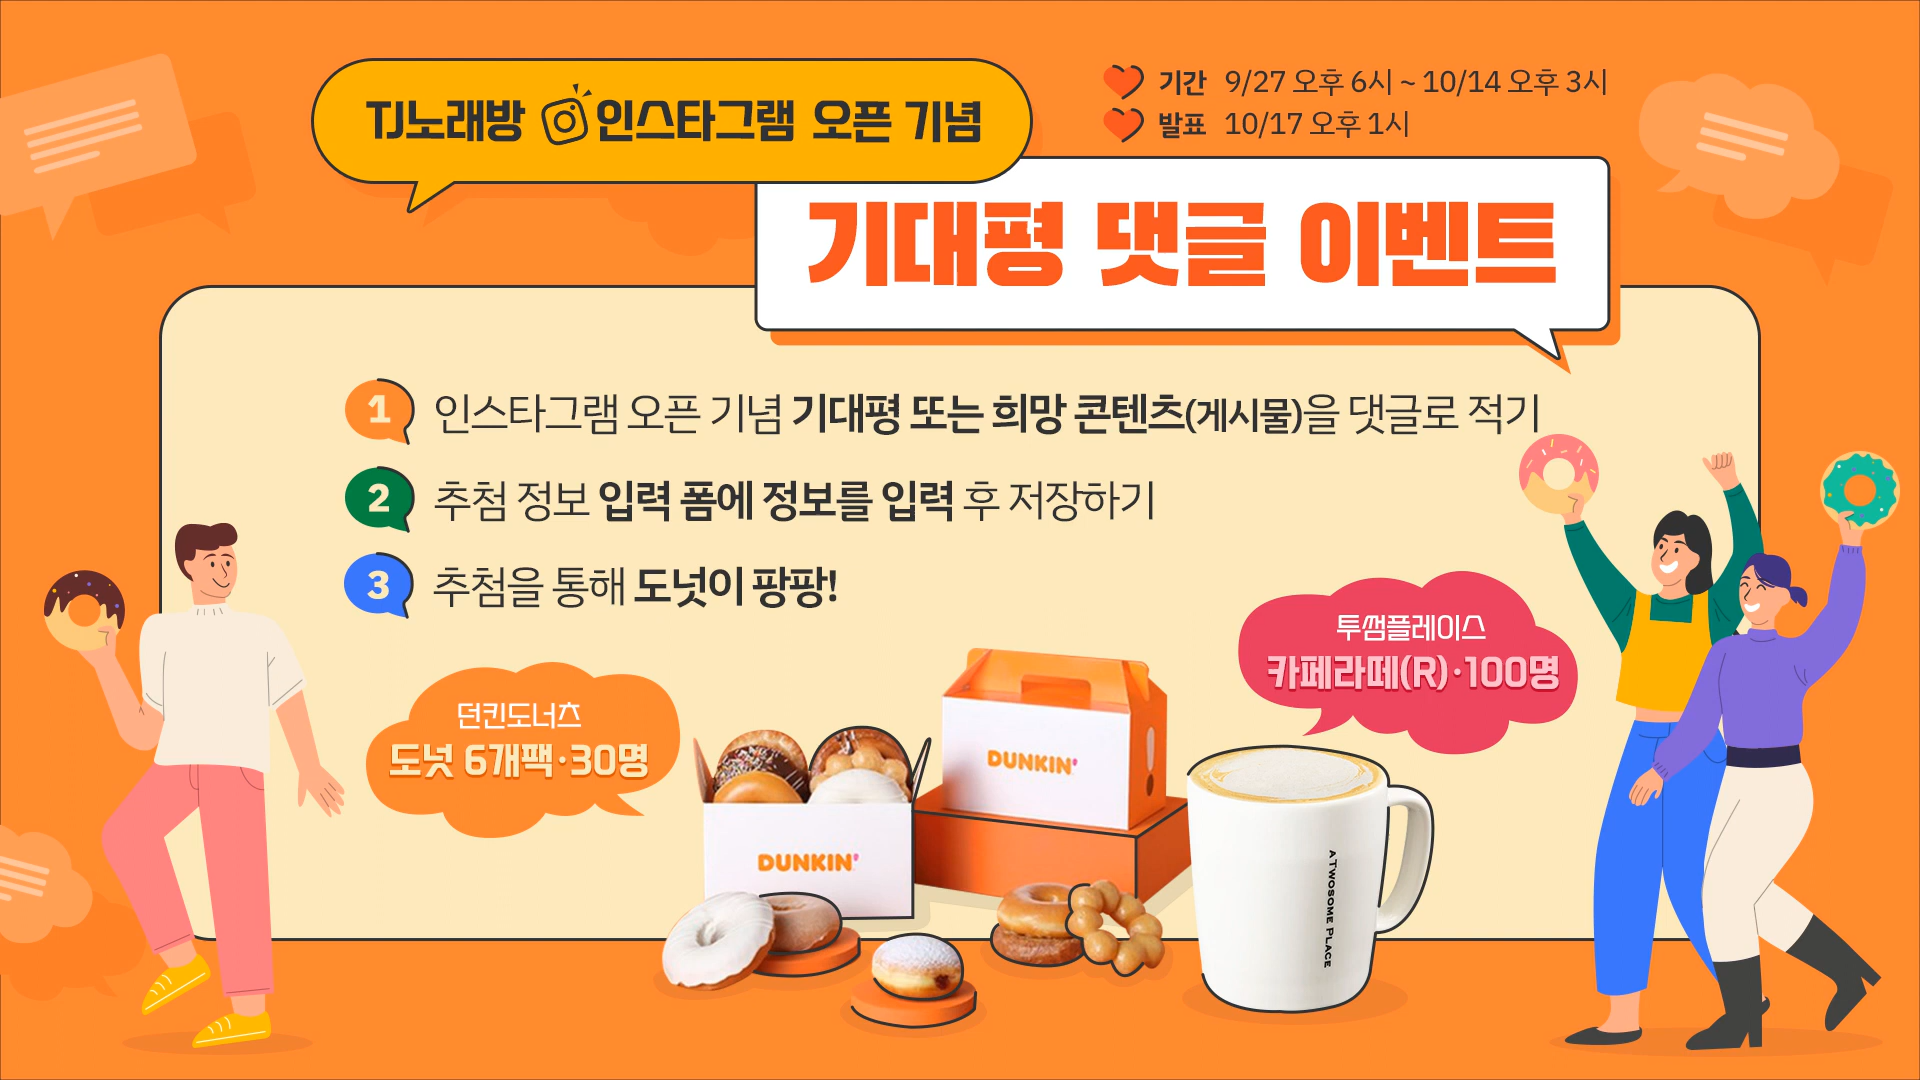 TJ노래방 인스타그램 오픈 기념
기간 9/27 오후 6시 ~ 10/14 오후 3시
발표 10/17 오후 1시
기대평 댓글 이벤트
1 인스타그램 오픈 기념 기대평 또는 희망 콘텐츠(게시물)을 댓글로 적기
2 추첨 정보 입력 폼에 정보를 입력 후 저장하기
3 추첨을 통해 도넛이 팡팡!
투썸플레이스
카페라떼(R)·100명
던킨도너츠
도넛 6개팩·30명
DUNKIN'
DUNKIN'
A TWOSOME PLACE